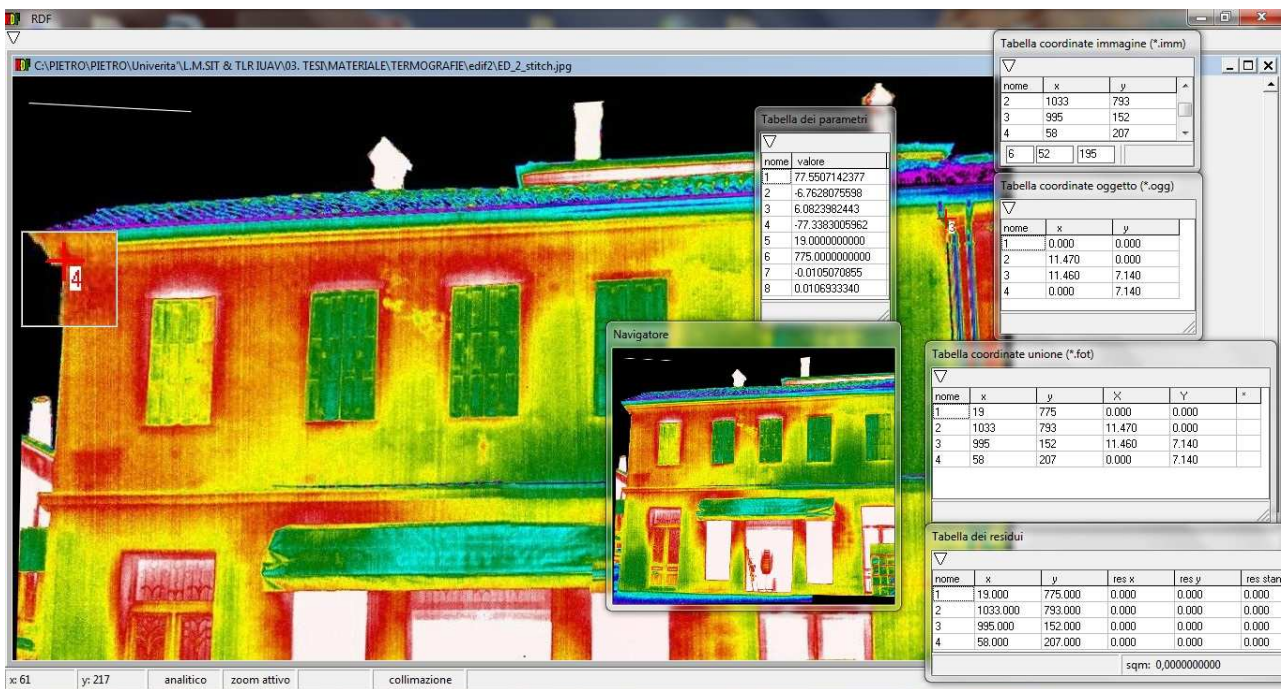 RDF
C:\PIETRO\PIETRO\Univerita'\L.M.SIT & TLR IUAV\03. TESI\MATERIALE\TERMOGRAFIE\edif2\ED_2_stitch.jpg
4
3
Tabella dei parametri
nome valore
1 77.5507142377
2 -6.7628075598
3 6.0823982443
4 -77.3383005962
5 19.0000000000
6 775.0000000000
7 -0.0105070855
8 0.0106933340
Navigatore
Tabella coordinate immagine (*.imm)
nome x y
2 1033 793
3 995 152
4 58 207
6 52 195
Tabella coordinate oggetto (*.ogg)
nome x y
1 0.000 0.000
2 11.470 0.000
3 11.460 7.140
4 0.000 7.140
Tabella coordinate unione (*.fot)
nome x y X Y *
1 19 775 0.000 0.000
2 1033 793 11.470 0.000
3 995 152 11.460 7.140
4 58 207 0.000 7.140
Tabella dei residui
nome x y res x res y res stan
1 19.000 775.000 0.000 0.000 0.000
2 1033.000 793.000 0.000 0.000 0.000
3 995.000 152.000 0.000 0.000 0.000
4 58.000 207.000 0.000 0.000 0.000
sqm: 0,0000000000
x: 61 y: 217 analitico zoom attivo collimazione